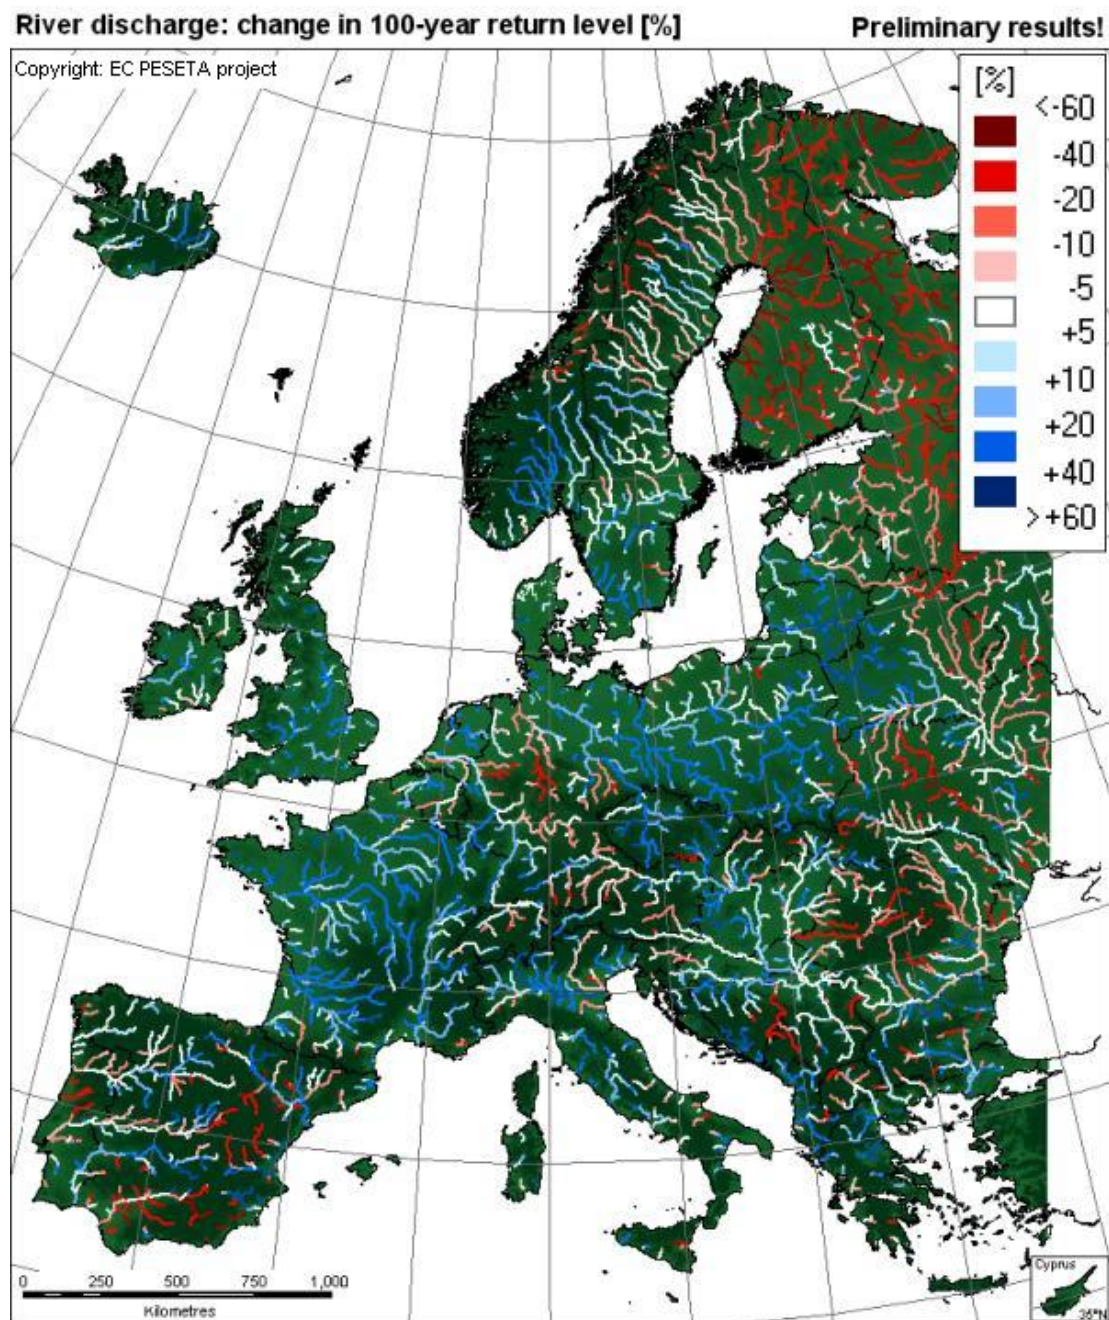 River discharge: change in 100-year return level [%] Preliminary results!
Copyright: EC PESETA project
[%]
<-60
-40
-20
-10
-5
+5
+10
+20
+40
>+60
0 250 500 750 1,000
Kilometres
Cyprus
35°N